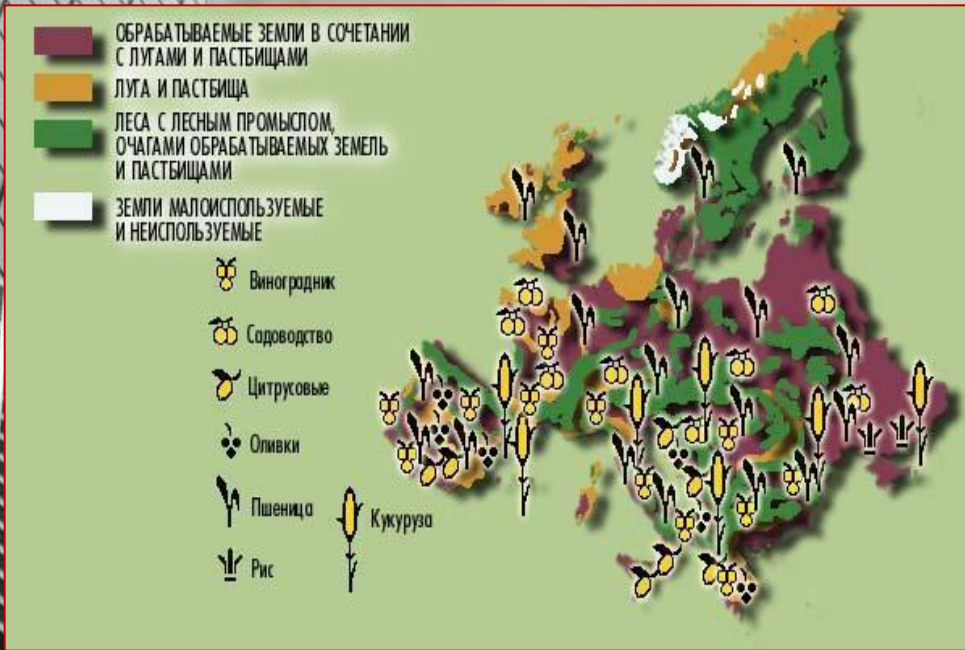 ОБРАБАТЫВАЕМЫЕ ЗЕМЛИ В СОЧЕТАНИИ
С ЛУГАМИ И ПАСТБИЩАМИ
ЛУГА И ПАСТБИЩА
ЛЕСА С ЛЕСНЫМ ПРОМЫСЛОМ,
ОЧАГАМИ ОБРАБАТЫВАЕМЫХ ЗЕМЕЛЬ
И ПАСТБИЩАМИ
ЗЕМЛИ МАЛОИСПОЛЬЗУЕМЫЕ
И НЕИСПОЛЬЗУЕМЫЕ
Виноградник
Садоводство
Цитрусовые
Оливки
Пшеница
Кукуруза
Рис